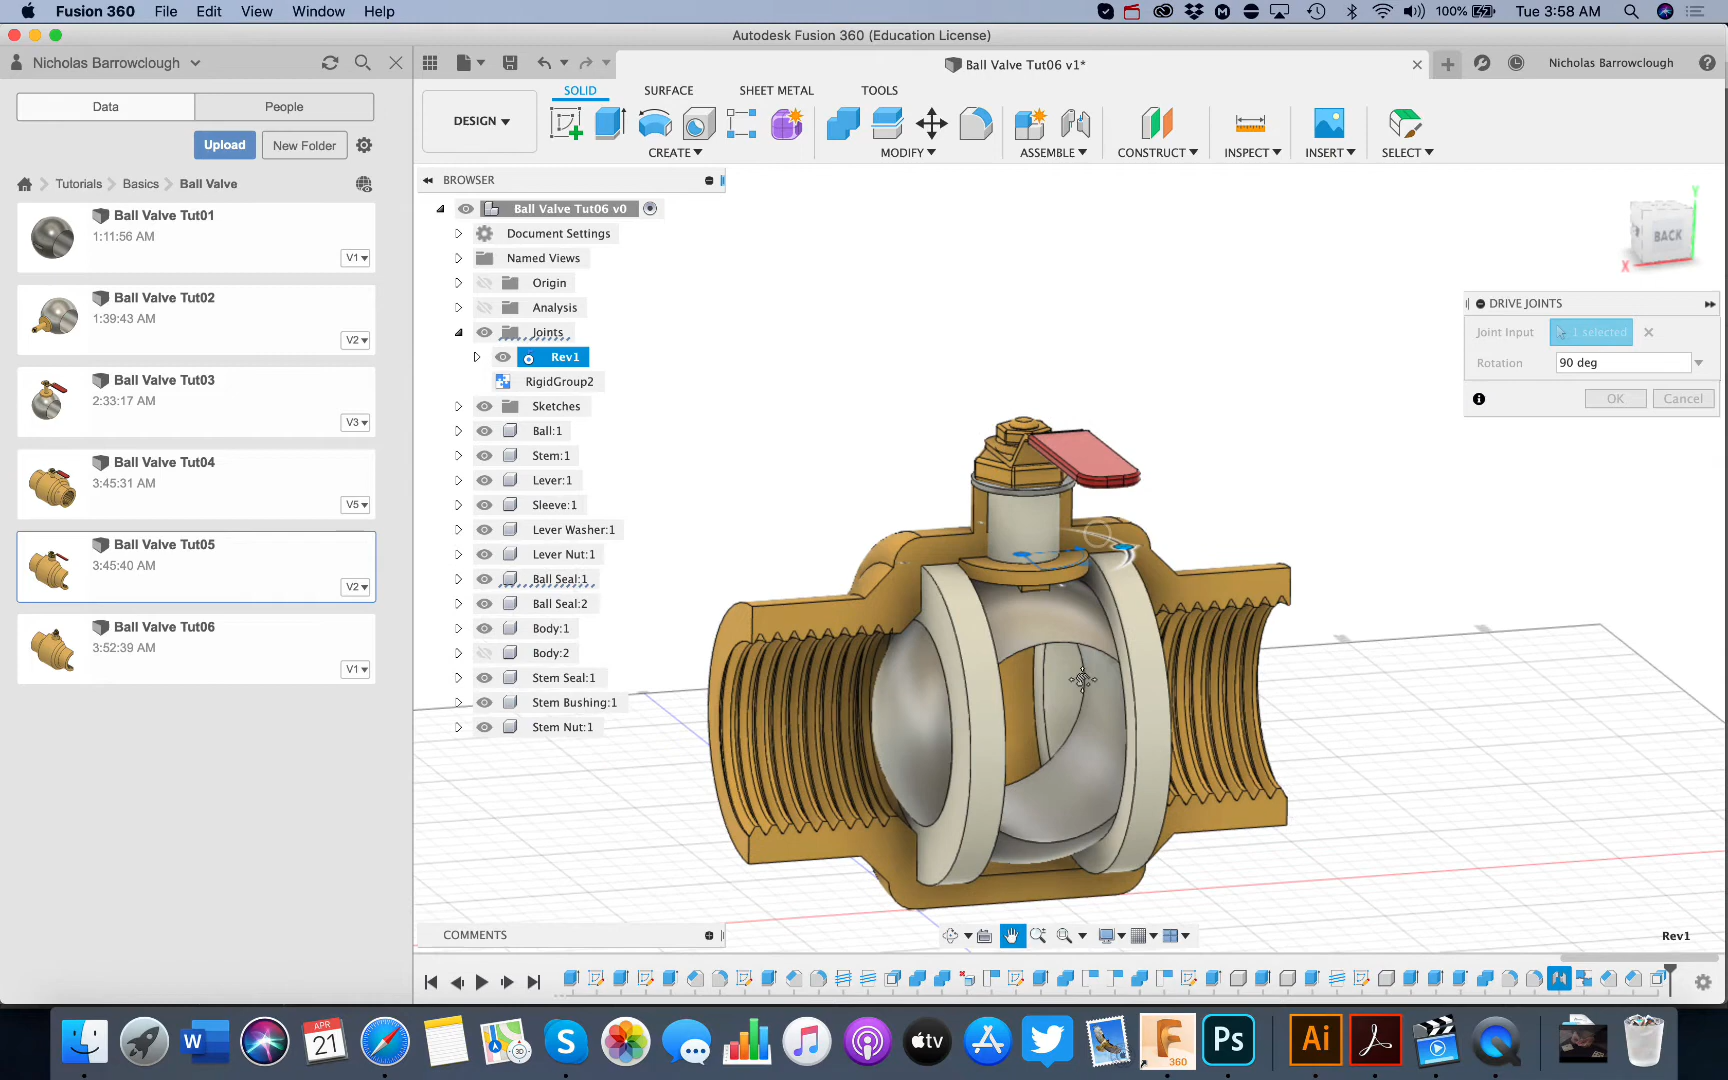 Fusion 360 File Edit View Window Help
100% Tue 3:58 AM
Autodesk Fusion 360 (Education License)
Nicholas Barrowclough
Ball Valve Tut06 v1*
Nicholas Barrowclough
Data People
Upload New Folder
Tutorials Basics Ball Valve
Ball Valve Tut01
1:11:56 AM
V1
Ball Valve Tut02
1:39:43 AM
V2
Ball Valve Tut03
2:33:17 AM
V3
Ball Valve Tut04
3:45:31 AM
V5
Ball Valve Tut05
3:45:40 AM
V2
Ball Valve Tut06
3:52:39 AM
V1
SOLID SURFACE SHEET METAL TOOLS
DESIGN
CREATE MODIFY ASSEMBLE CONSTRUCT INSPECT INSERT SELECT
BROWSER
Ball Valve Tut06 v0
Document Settings
Named Views
Origin
Analysis
Joints
Rev1
RigidGroup2
Sketches
Ball:1
Stem:1
Lever:1
Sleeve:1
Lever Washer:1
Lever Nut:1
Ball Seal:1
Ball Seal:2
Body:1
Body:2
Stem Seal:1
Stem Bushing:1
Stem Nut:1
Y
BACK
X
DRIVE JOINTS
Joint Input 1 selected
Rotation 90 deg
OK Cancel
COMMENTS
Rev1
W
APR
21
3D
S
tv
360
Ps
Ai